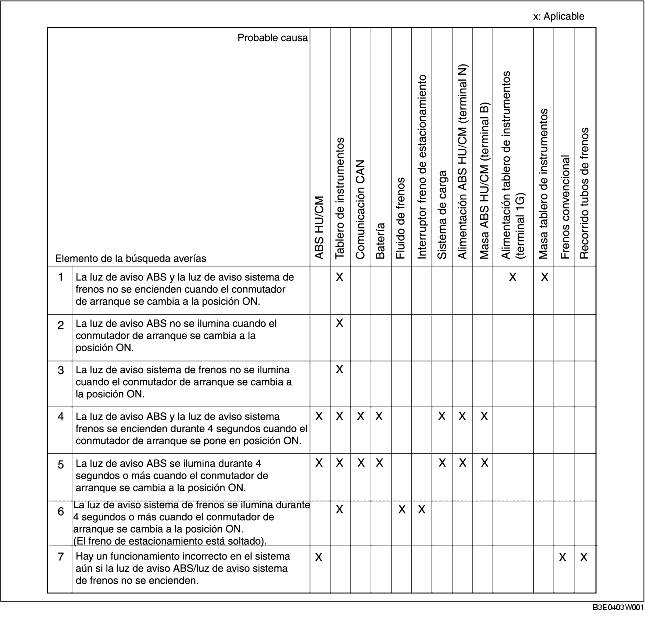 x: Aplicable
Probable causa
ABS HU/CM
Tablero de instrumentos
Comunicación CAN
Batería
Fluido de frenos
Interruptor freno de estacionamiento
Sistema de carga
Alimentación ABS HU/CM (terminal N)
Masa ABS HU/CM (terminal B)
Alimentación tablero de instrumentos
(terminal 1G)
Masa tablero de instrumentos
Frenos convencional
Recorrido tubos de frenos
Elemento de la búsqueda averías
1 La luz de aviso ABS y la luz de aviso sistema de X X X
frenos no se encienden cuando el conmutador
de arranque se cambia a la posición ON.
2 La luz de aviso ABS no se ilumina cuando el X
conmutador de arranque se cambia a la
posición ON.
3 La luz de aviso sistema de frenos no se ilumina X
cuando el conmutador de arranque se cambia a
la posición ON.
4 La luz de aviso ABS y la luz de aviso sistema X X X X X X X
frenos se encienden durante 4 segundos cuando el
conmutador de arranque se pone en posición ON.
5 La luz de aviso ABS se ilumina durante 4 X X X X X X X
segundos o más cuando el conmutador de
arranque se cambia a la posición ON.
La luz de aviso sistema de frenos se ilumina durante
6 4 segundos o más cuando el conmutador de X X X
arranque se cambia a la posición ON.
(El freno de estacionamiento está soltado).
7 Hay un funcionamiento incorrecto en el sistema X X X
aún si la luz de aviso ABS/luz de aviso sistema
de frenos no se encienden.
B3E0403W001